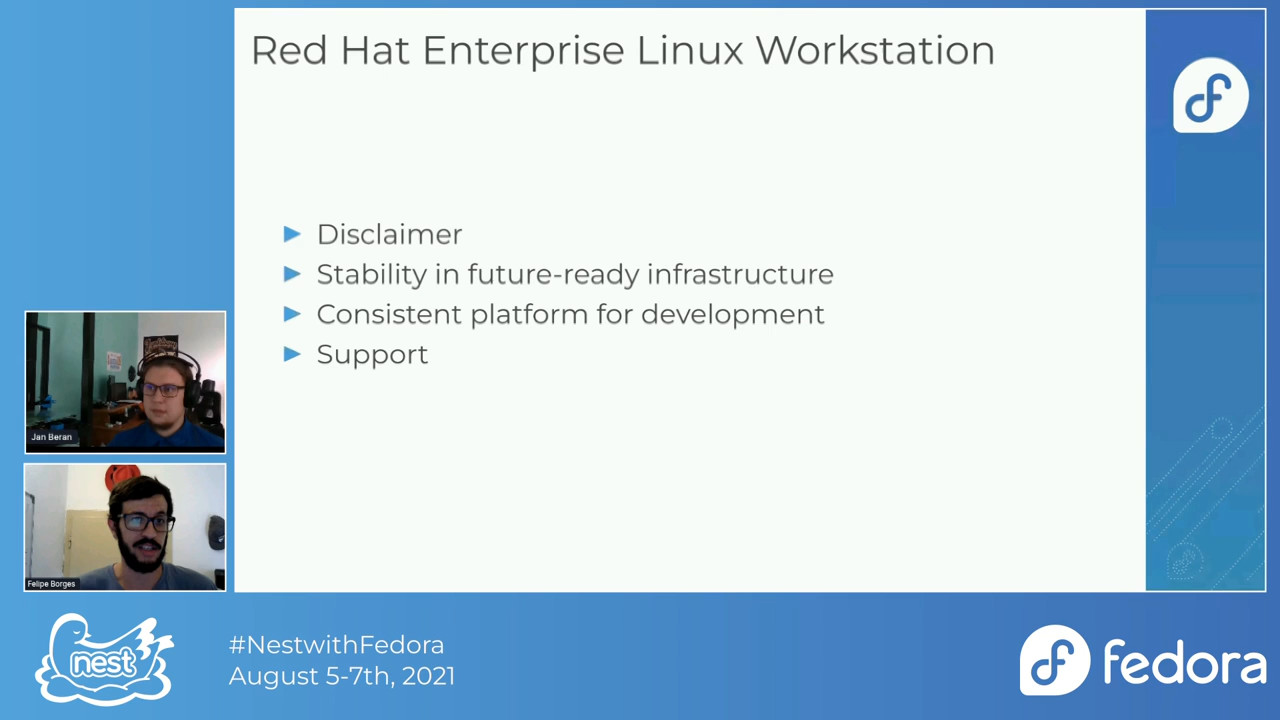 Red Hat Enterprise Linux Workstation
Disclaimer
Stability in future-ready infrastructure
Consistent platform for development
Support
Jan Beran
Felipe Borges
nest
#NestwithFedora
August 5-7th, 2021
fedora